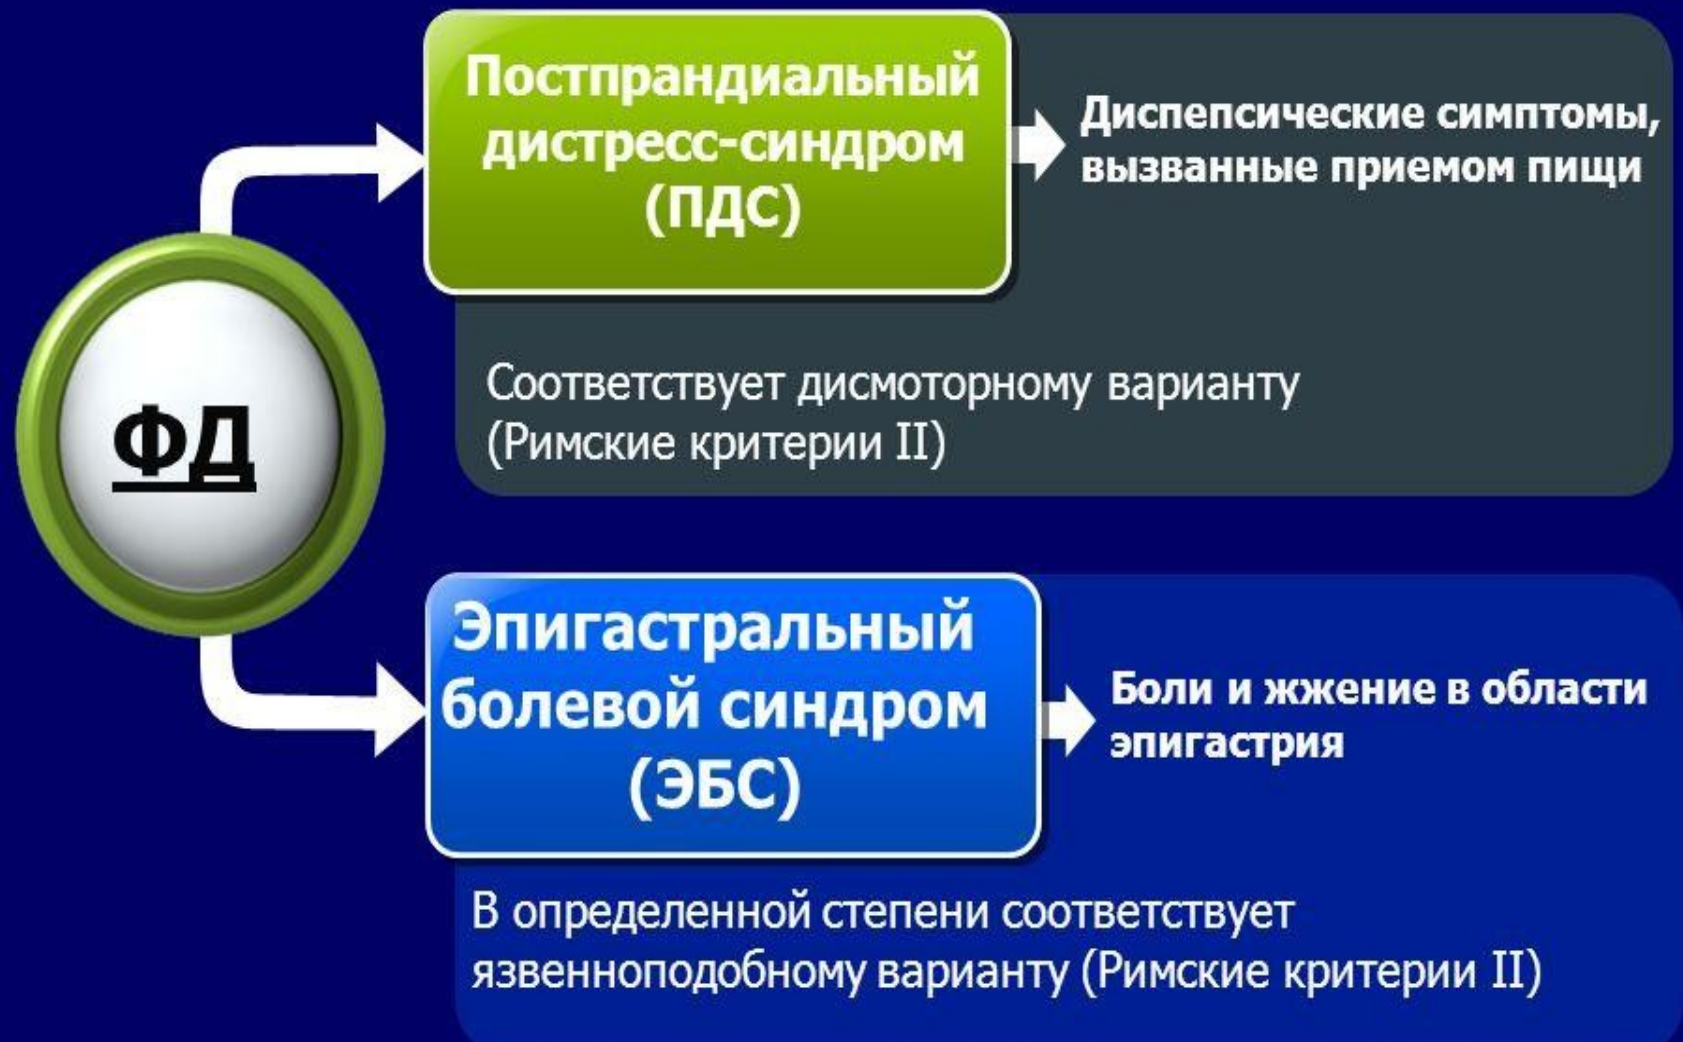 ФД
Постпрандиальный
дистресс-синдром
(ПДС)
Диспепсические симптомы,
вызванные приемом пищи
Соответствует дисмоторному варианту
(Римские критерии II)
Эпигастральный
болевой синдром
(ЭБС)
Боли и жжение в области
эпигастрия
В определенной степени соответствует
язвенноподобному варианту (Римские критерии II)